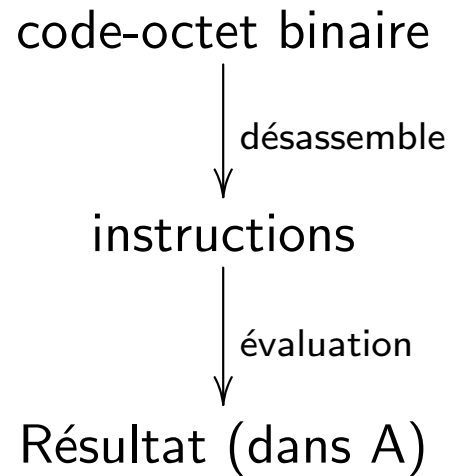 code-octet binaire
désassemble
instructions
évaluation
Résultat (dans A)